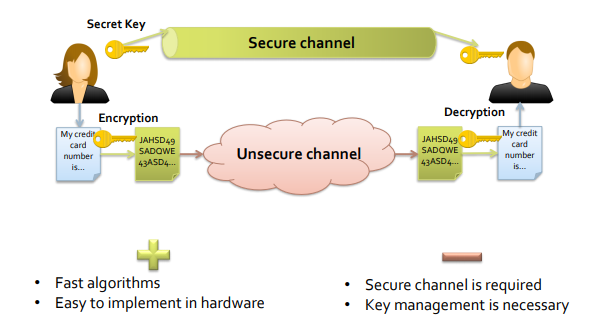 Secret Key
Secure channel
Encryption
Decryption
My credit
card
number
is...
JAHSD49
SADQWE
43ASD4...
Unsecure channel
JAHSD49
SADQWE
43ASD4...
My credit
card
number
is...
• Fast algorithms
• Easy to implement in hardware
• Secure channel is required
• Key management is necessary